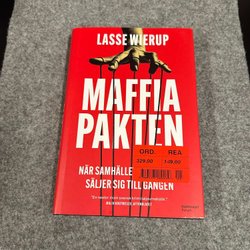 LASSE WIERUP
MAFFIA
PAKTEN
ORD.
REA
329,00
149,00
NÄR SAMHÄLLE
SÄLJER SIG TILL GÄNGEN